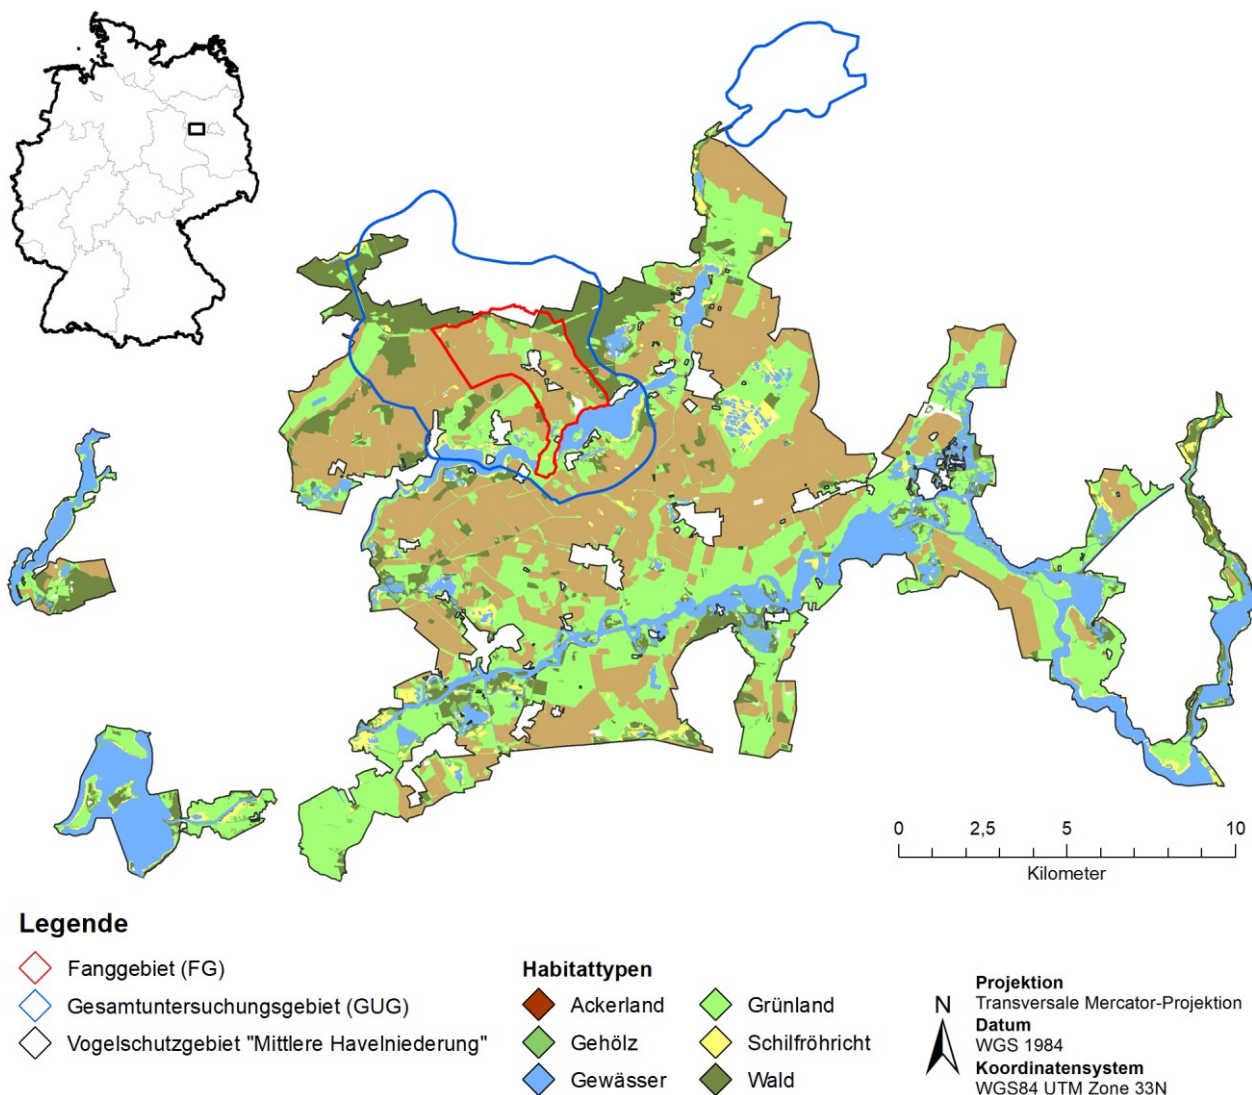 0 2,5 5 10
Kilometer
Legende
Fanggebiet (FG)
Gesamtuntersuchungsgebiet (GUG)
Vogelschutzgebiet "Mittlere Havelniederung"
Habitattypen
Ackerland
Gehölz
Gewässer
Grünland
Schilfröhricht
Wald
N
Projektion
Transversale Mercator-Projektion
Datum
WGS 1984
Koordinatensystem
WGS84 UTM Zone 33N